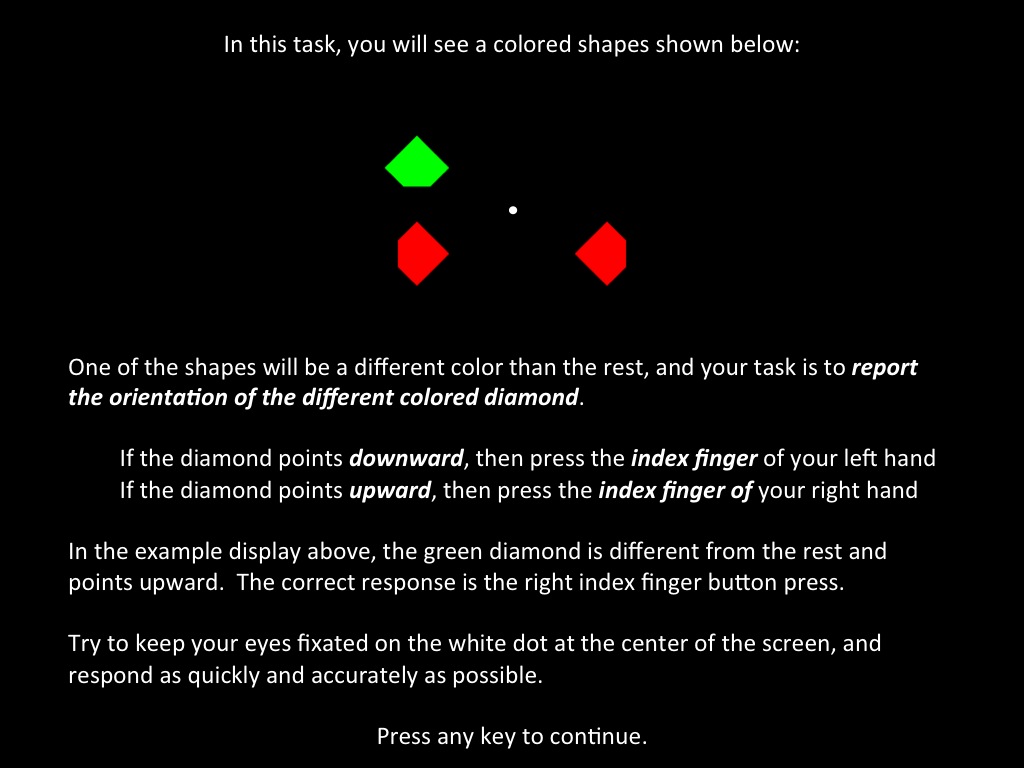 In this task, you will see a colored shapes shown below:
One of the shapes will be a different color than the rest, and your task is to report
the orientation of the different colored diamond.
If the diamond points downward, then press the index finger of your left hand
If the diamond points upward, then press the index finger of your right hand
In the example display above, the green diamond is different from the rest and
points upward.  The correct response is the right index finger button press.
Try to keep your eyes fixated on the white dot at the center of the screen, and
respond as quickly and accurately as possible.
Press any key to continue.